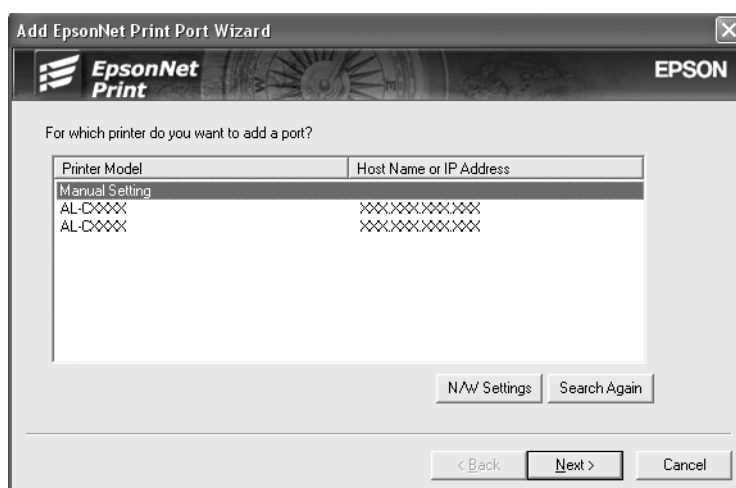 Add EpsonNet Print Port Wizard
EpsonNet
Print
EPSON
For which printer do you want to add a port?
Printer Model Host Name or IP Address
Manual Setting
AL-CXXXX XXX.XXX.XXX.XXX
AL-CXXXX XXX.XXX.XXX.XXX
N/W Settings Search Again
< Back Next > Cancel